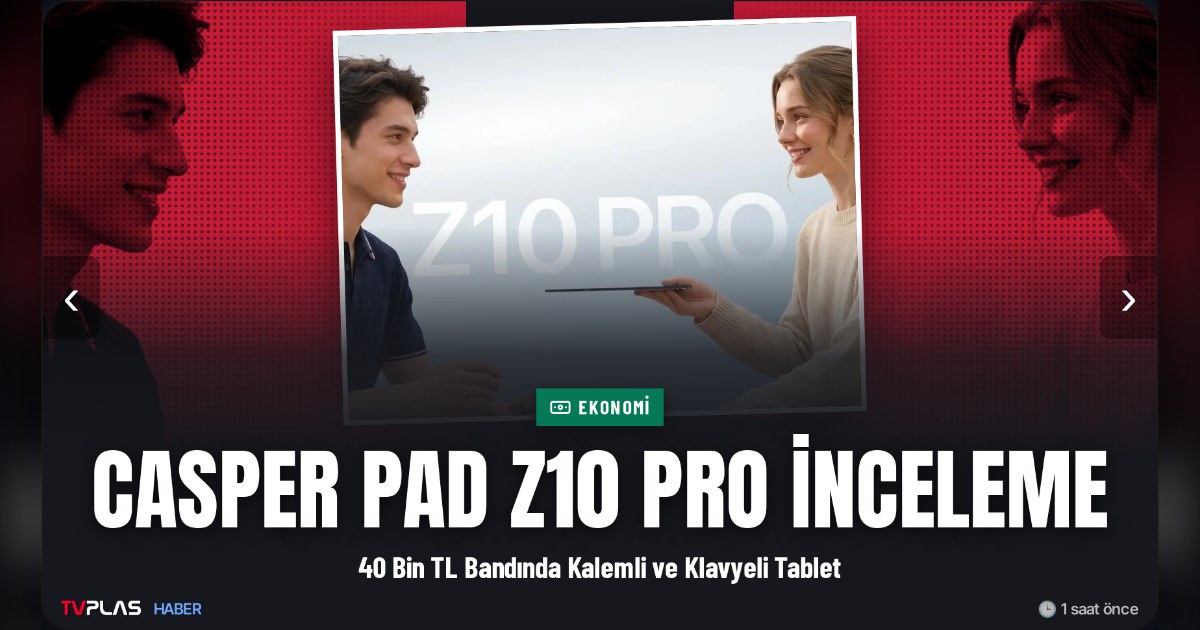 Z10 PRO
EKONOMİ
CASPER PAD Z10 PRO İNCELEME
40 Bin TL Bandında Kalemli ve Klavyeli Tablet
TVPLAS HABER
1 saat önce